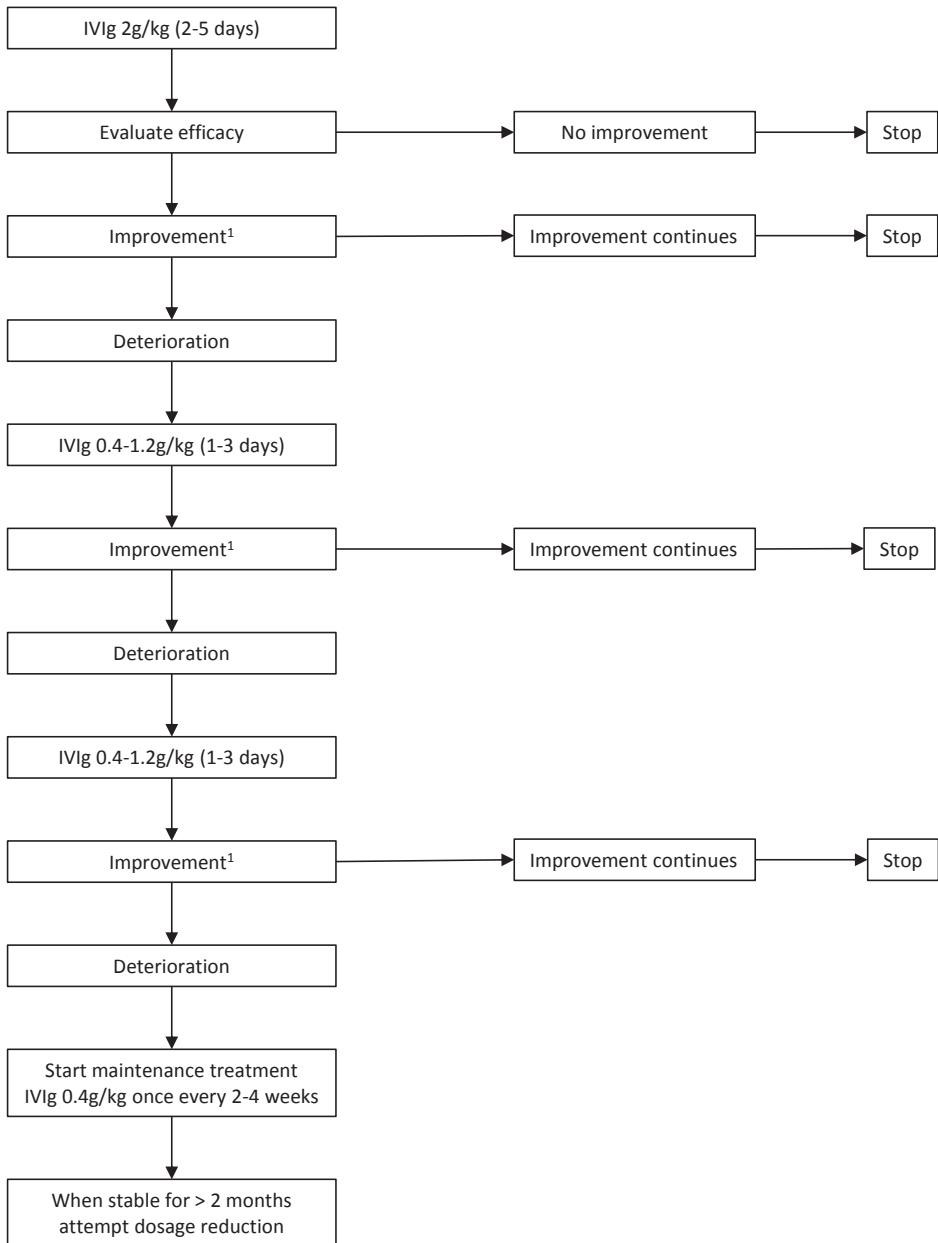 IVIg 2g/kg (2-5 days)
Evaluate efficacy
No improvement
Stop
Improvement¹
Improvement continues
Stop
Deterioration
IVIg 0.4-1.2g/kg (1-3 days)
Improvement¹
Improvement continues
Stop
Deterioration
IVIg 0.4-1.2g/kg (1-3 days)
Improvement¹
Improvement continues
Stop
Deterioration
Start maintenance treatment
IVIg 0.4g/kg once every 2-4 weeks
When stable for > 2 months
attempt dosage reduction